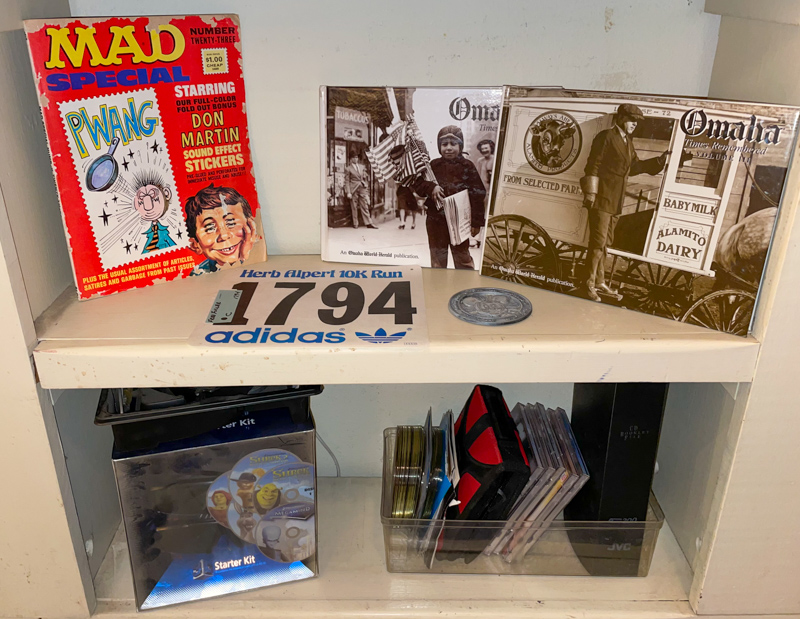 MAD
NUMBER
TWENTY-THREE
$1.00
CHEAP
SPECIAL
STARRING
OUR FULL-COLOR
FOLD OUT BONUS
DON
MARTIN
SOUND EFFECT
STICKERS
PWANG
PLUS THE USUAL ASSORTMENT OF ARTICLES,
SATIRES AND GARBAGE FROM PAST ISSUES
TOBACCOS
Omaha
Times
An Omaha World-Herald publication
Omaha
Times Remembered
VOLUME
FROM SELECTED FARMS
BABY MILK
ALAMITO
DAIRY
An Omaha World-Herald publication
Herb Alpert 10K Run
1794
adidas
Starter Kit
Starter Kit
JVC